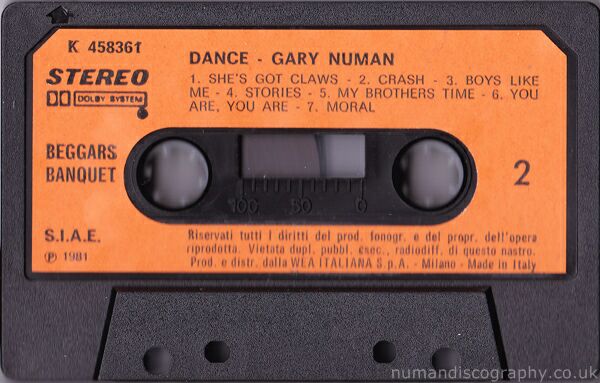 K 458361
DANCE - GARY NUMAN
STEREO
1. SHE'S GOT CLAWS - 2. CRASH - 3. BOYS LIKE
ME - 4. STORIES - 5. MY BROTHERS TIME - 6. YOU
ARE, YOU ARE - 7. MORAL
DOLBY SYSTEM
BEGGARS
BANQUET
2
100 50 0
S.I.A.E.
℗ 1981
Riservati tutti i diritti del prod. fonogr. e del propr. dell'opera
riprodotta. Vietata dupl. pubbl. esec., radiodiff. di questo nastro.
Prod. e distr. dalla WEA ITALIANA S.p.A. - Milano - Made in Italy
numandiscography.co.uk